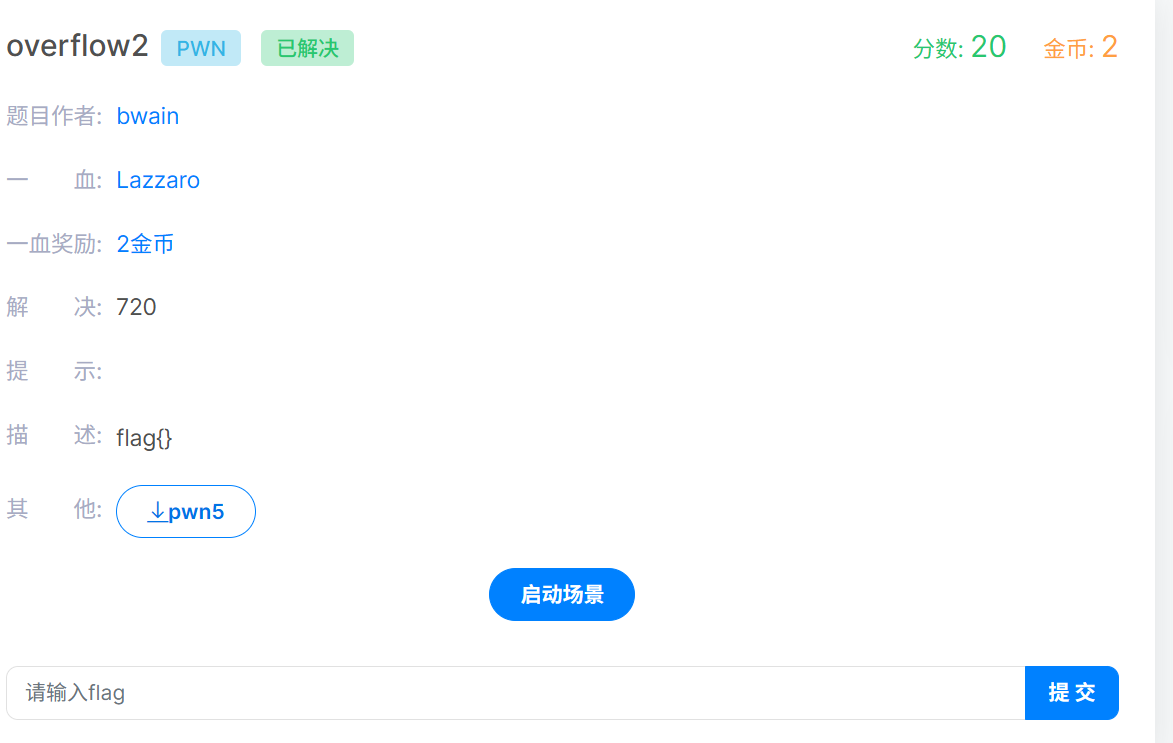 overflow2 PWN 已解决 分数: 20 金币: 2
题目作者: bwain
一 血: Lazzaro
一血奖励: 2金币
解 决: 720
提 示:
描 述: flag{}
其 他: pwn5
启动场景
请输入flag 提 交